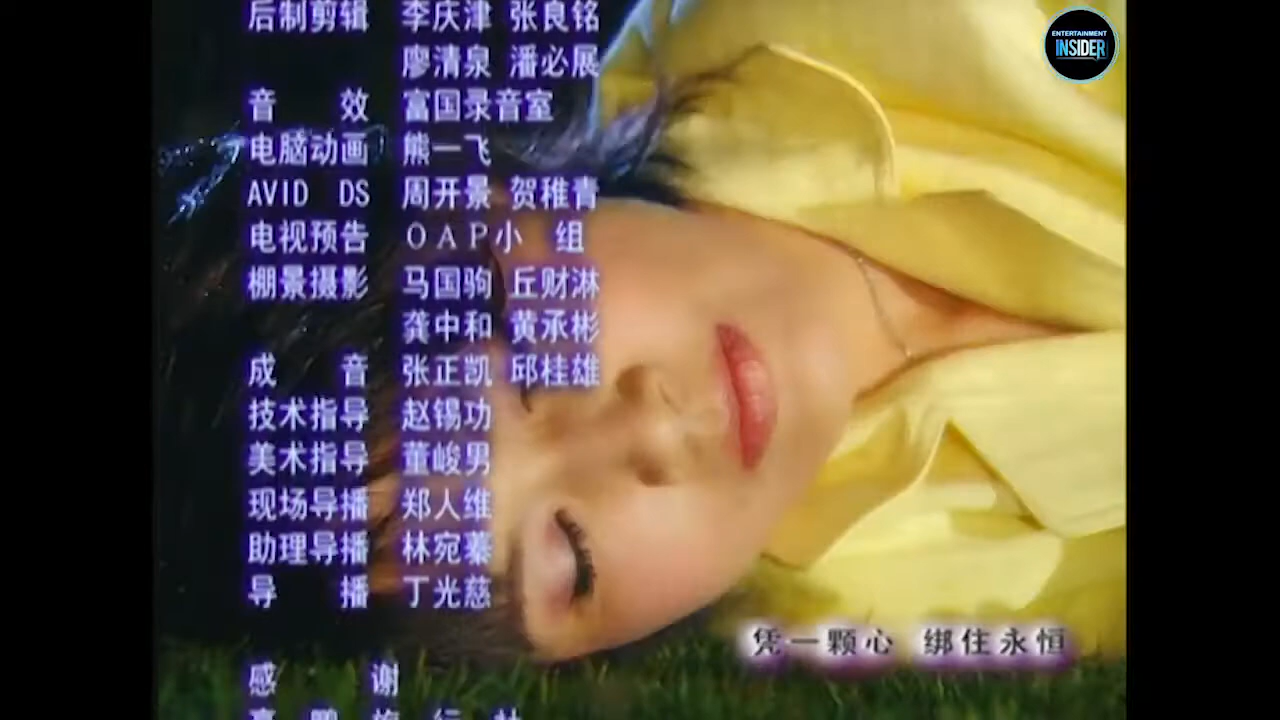 后制剪辑 李庆津 张良铭
廖清泉 潘必展
音 效 富国录音室
电脑动画 熊一飞
AVID DS 周开景 贺稚青
电视预告 OAP小 组
棚景摄影 马国驹 丘财淋
龚中和 黄承彬
成 音 张正凯 邱桂雄
技术指导 赵锡功
美术指导 董峻男
现场导播 郑人维
助理导播 林宛蓁
导 播 丁光慈
感 谢
ENTERTAINMENT
INSIDER
凭一颗心 绑住永恒